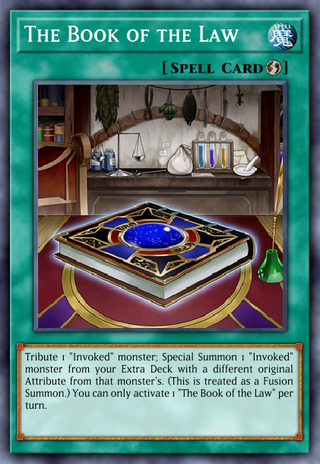 The Book of the Law
[Spell Card]
Tribute 1 "Invoked" monster; Special Summon 1 "Invoked"
monster from your Extra Deck with a different original
Attribute from that monster's. (This is treated as a Fusion
Summon.) You can only activate 1 "The Book of the Law" per
turn.